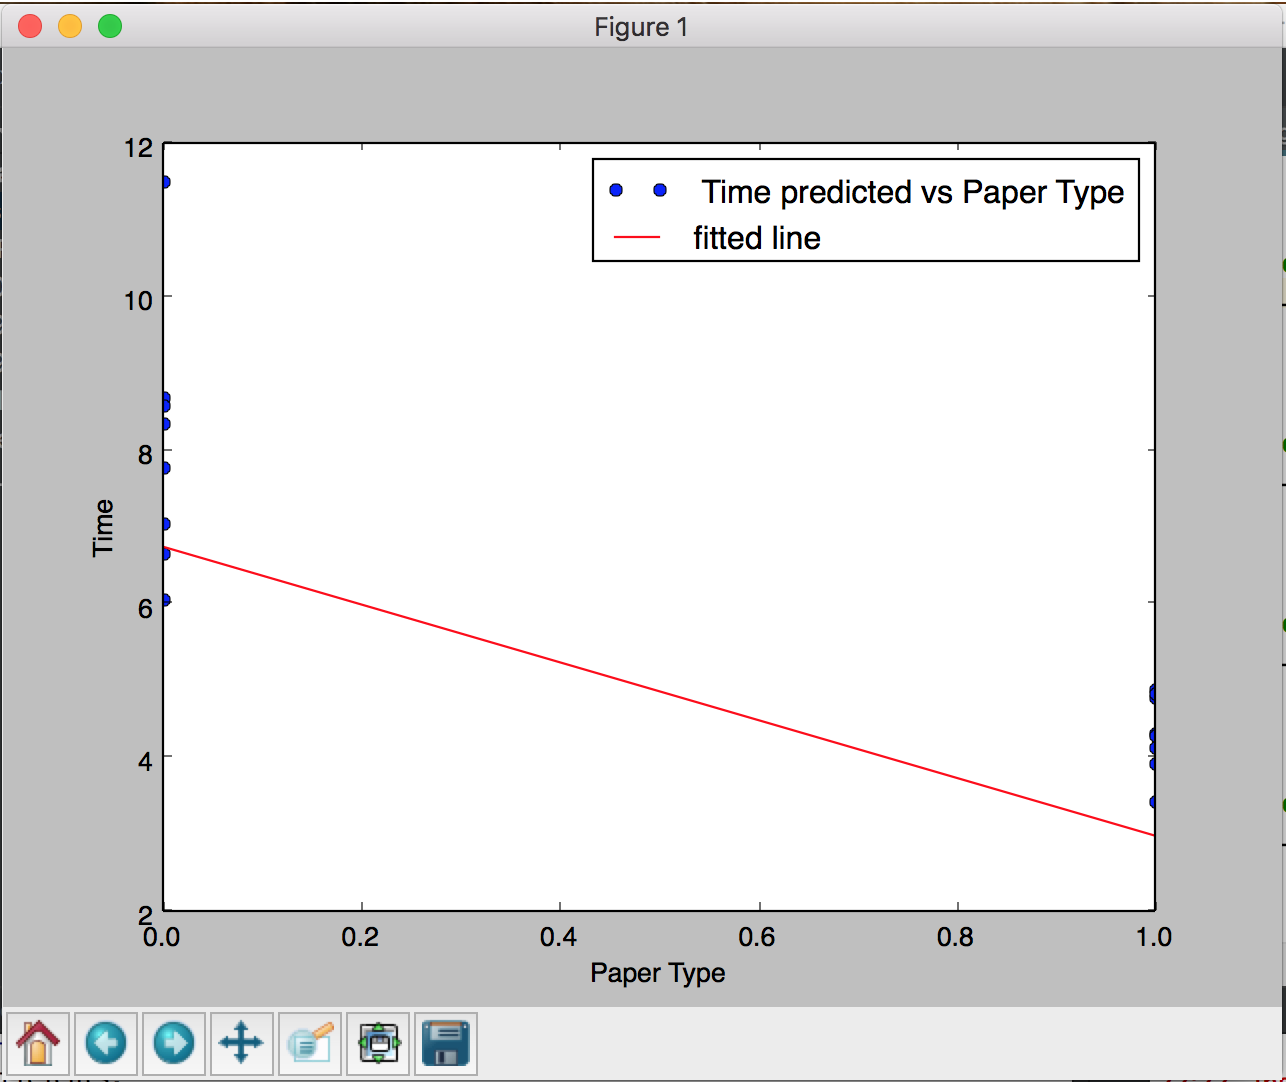 Figure 1
12
Time predicted vs Paper Type
fitted line
10
8
Time
6
4
2
0.0 0.2 0.4 0.6 0.8 1.0
Paper Type